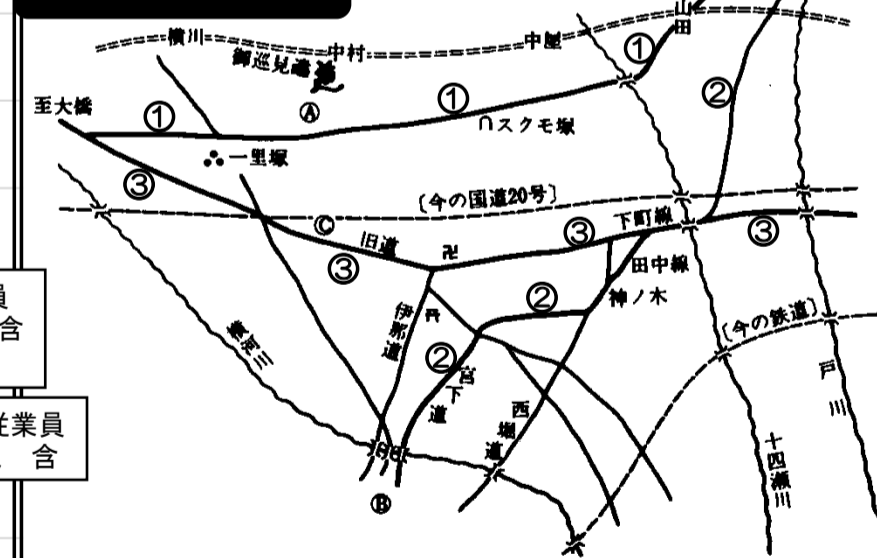 山田
横川
中村
中屋
御巡見道
①
①
①
②
至大橋
Ⓐ
∩スクモ塚
∴一里塚
③
〔今の国道20号〕
Ⓒ
旧道
卍
③
下町線
③
③
田中線
神ノ木
②
伊那道
②
宮下道
〔今の鉄道〕
横河川
西堀道
戸川
十四瀬川
Ⓑ
員
含
従業員
含